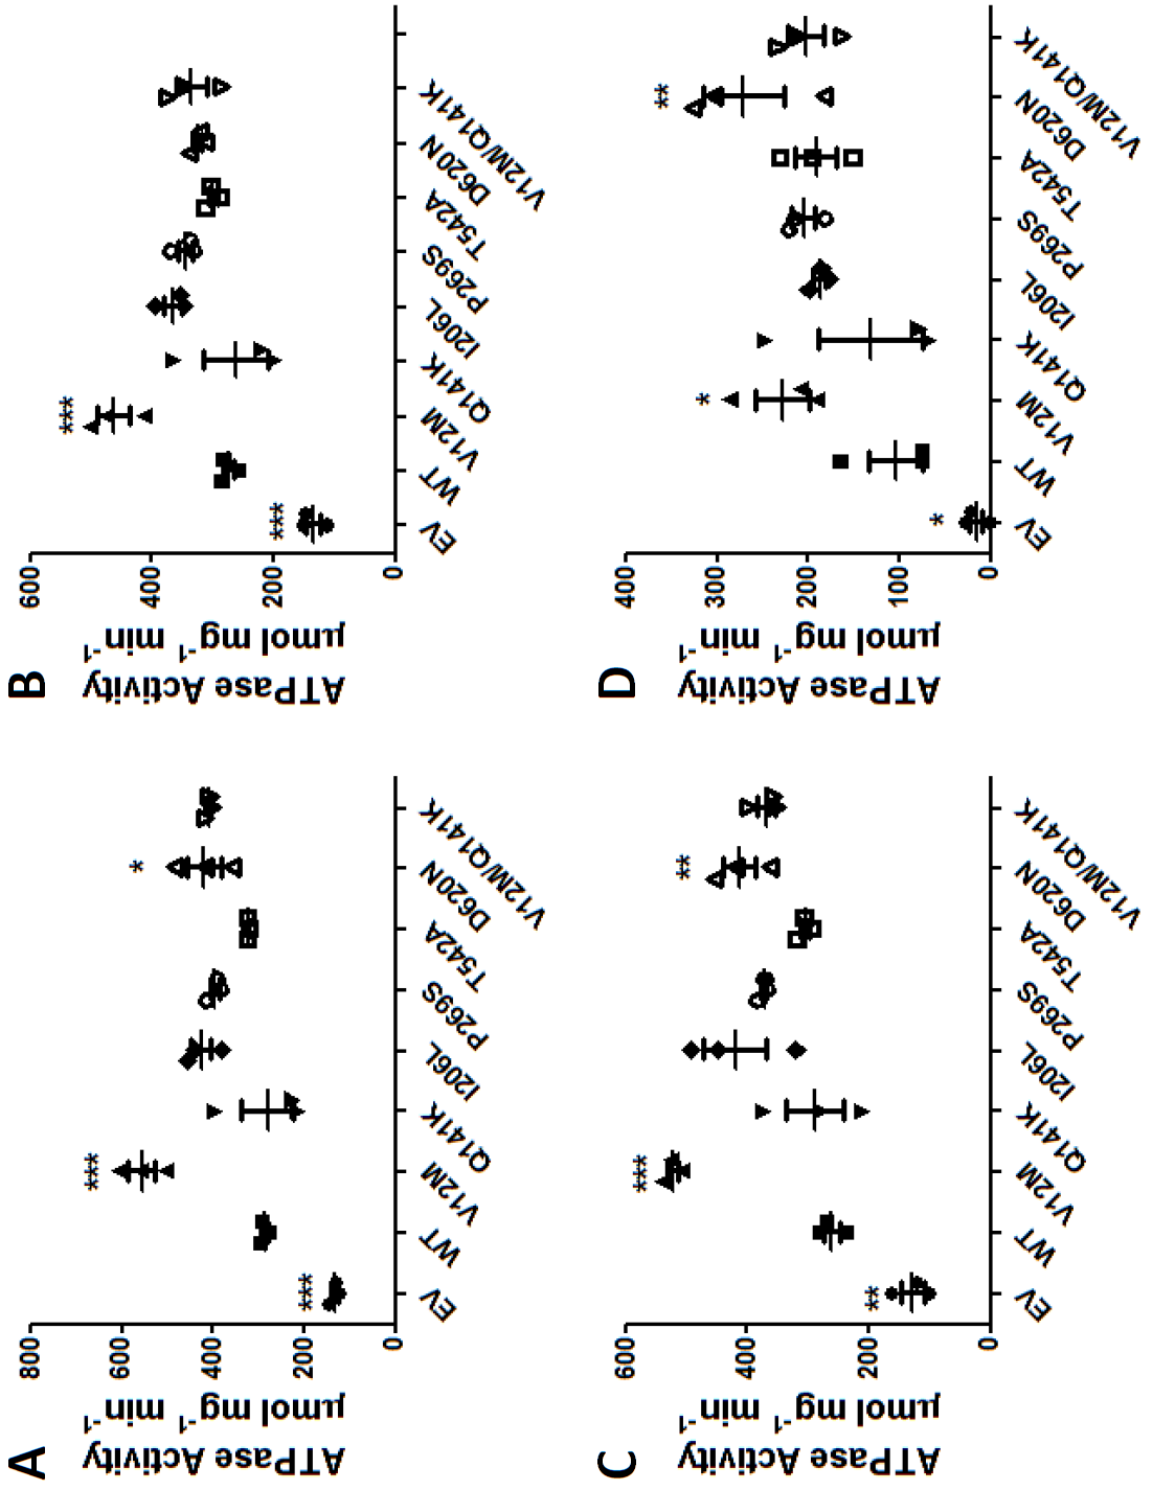 A
ATPase Activity
µmol mg⁻¹ min⁻¹
800
600
400
200
0
***
***
*
EV
WT
V12M
Q141K
I206L
P269S
T542A
D620N
V12M/Q141K
B
ATPase Activity
µmol mg⁻¹ min⁻¹
600
400
200
0
***
***
EV
WT
V12M
Q141K
I206L
P269S
T542A
D620N
V12M/Q141K
C
ATPase Activity
µmol mg⁻¹ min⁻¹
600
400
200
0
**
***
**
EV
WT
V12M
Q141K
I206L
P269S
T542A
D620N
V12M/Q141K
D
ATPase Activity
µmol mg⁻¹ min⁻¹
400
300
200
100
0
*
*
**
EV
WT
V12M
Q141K
I206L
P269S
T542A
D620N
V12M/Q141K